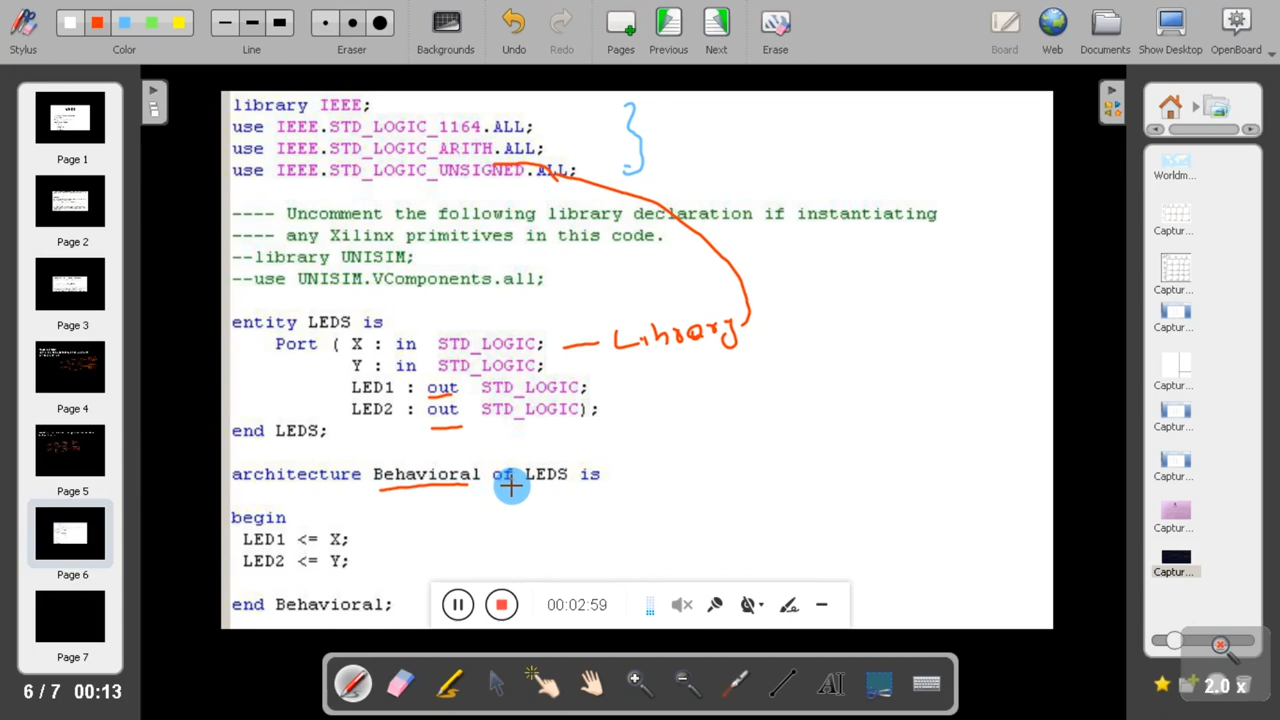 Stylus
Color
Line
Eraser
Backgrounds
Undo
Redo
Pages
Previous
Next
Erase
Board
Web
Documents
Show Desktop
OpenBoard
Page 1
Page 2
Page 3
Page 4
Page 5
Page 6
Page 7
6 / 7 00:13
library IEEE;
use IEEE.STD_LOGIC_1164.ALL;
use IEEE.STD_LOGIC_ARITH.ALL;
use IEEE.STD_LOGIC_UNSIGNED.ALL;
---- Uncomment the following library declaration if instantiating
---- any Xilinx primitives in this code.
--library UNISIM;
--use UNISIM.VComponents.all;
entity LEDS is
Port ( X : in STD_LOGIC; — Library
Y : in STD_LOGIC;
LED1 : out STD_LOGIC;
LED2 : out STD_LOGIC);
end LEDS;
architecture Behavioral of LEDS is
begin
LED1 <= X;
LED2 <= Y;
end Behavioral;
00:02:59
Worldm...
Captur...
Captur...
Captur...
Captur...
Captur...
Captur...
Captur...
Captur...
2.0 x